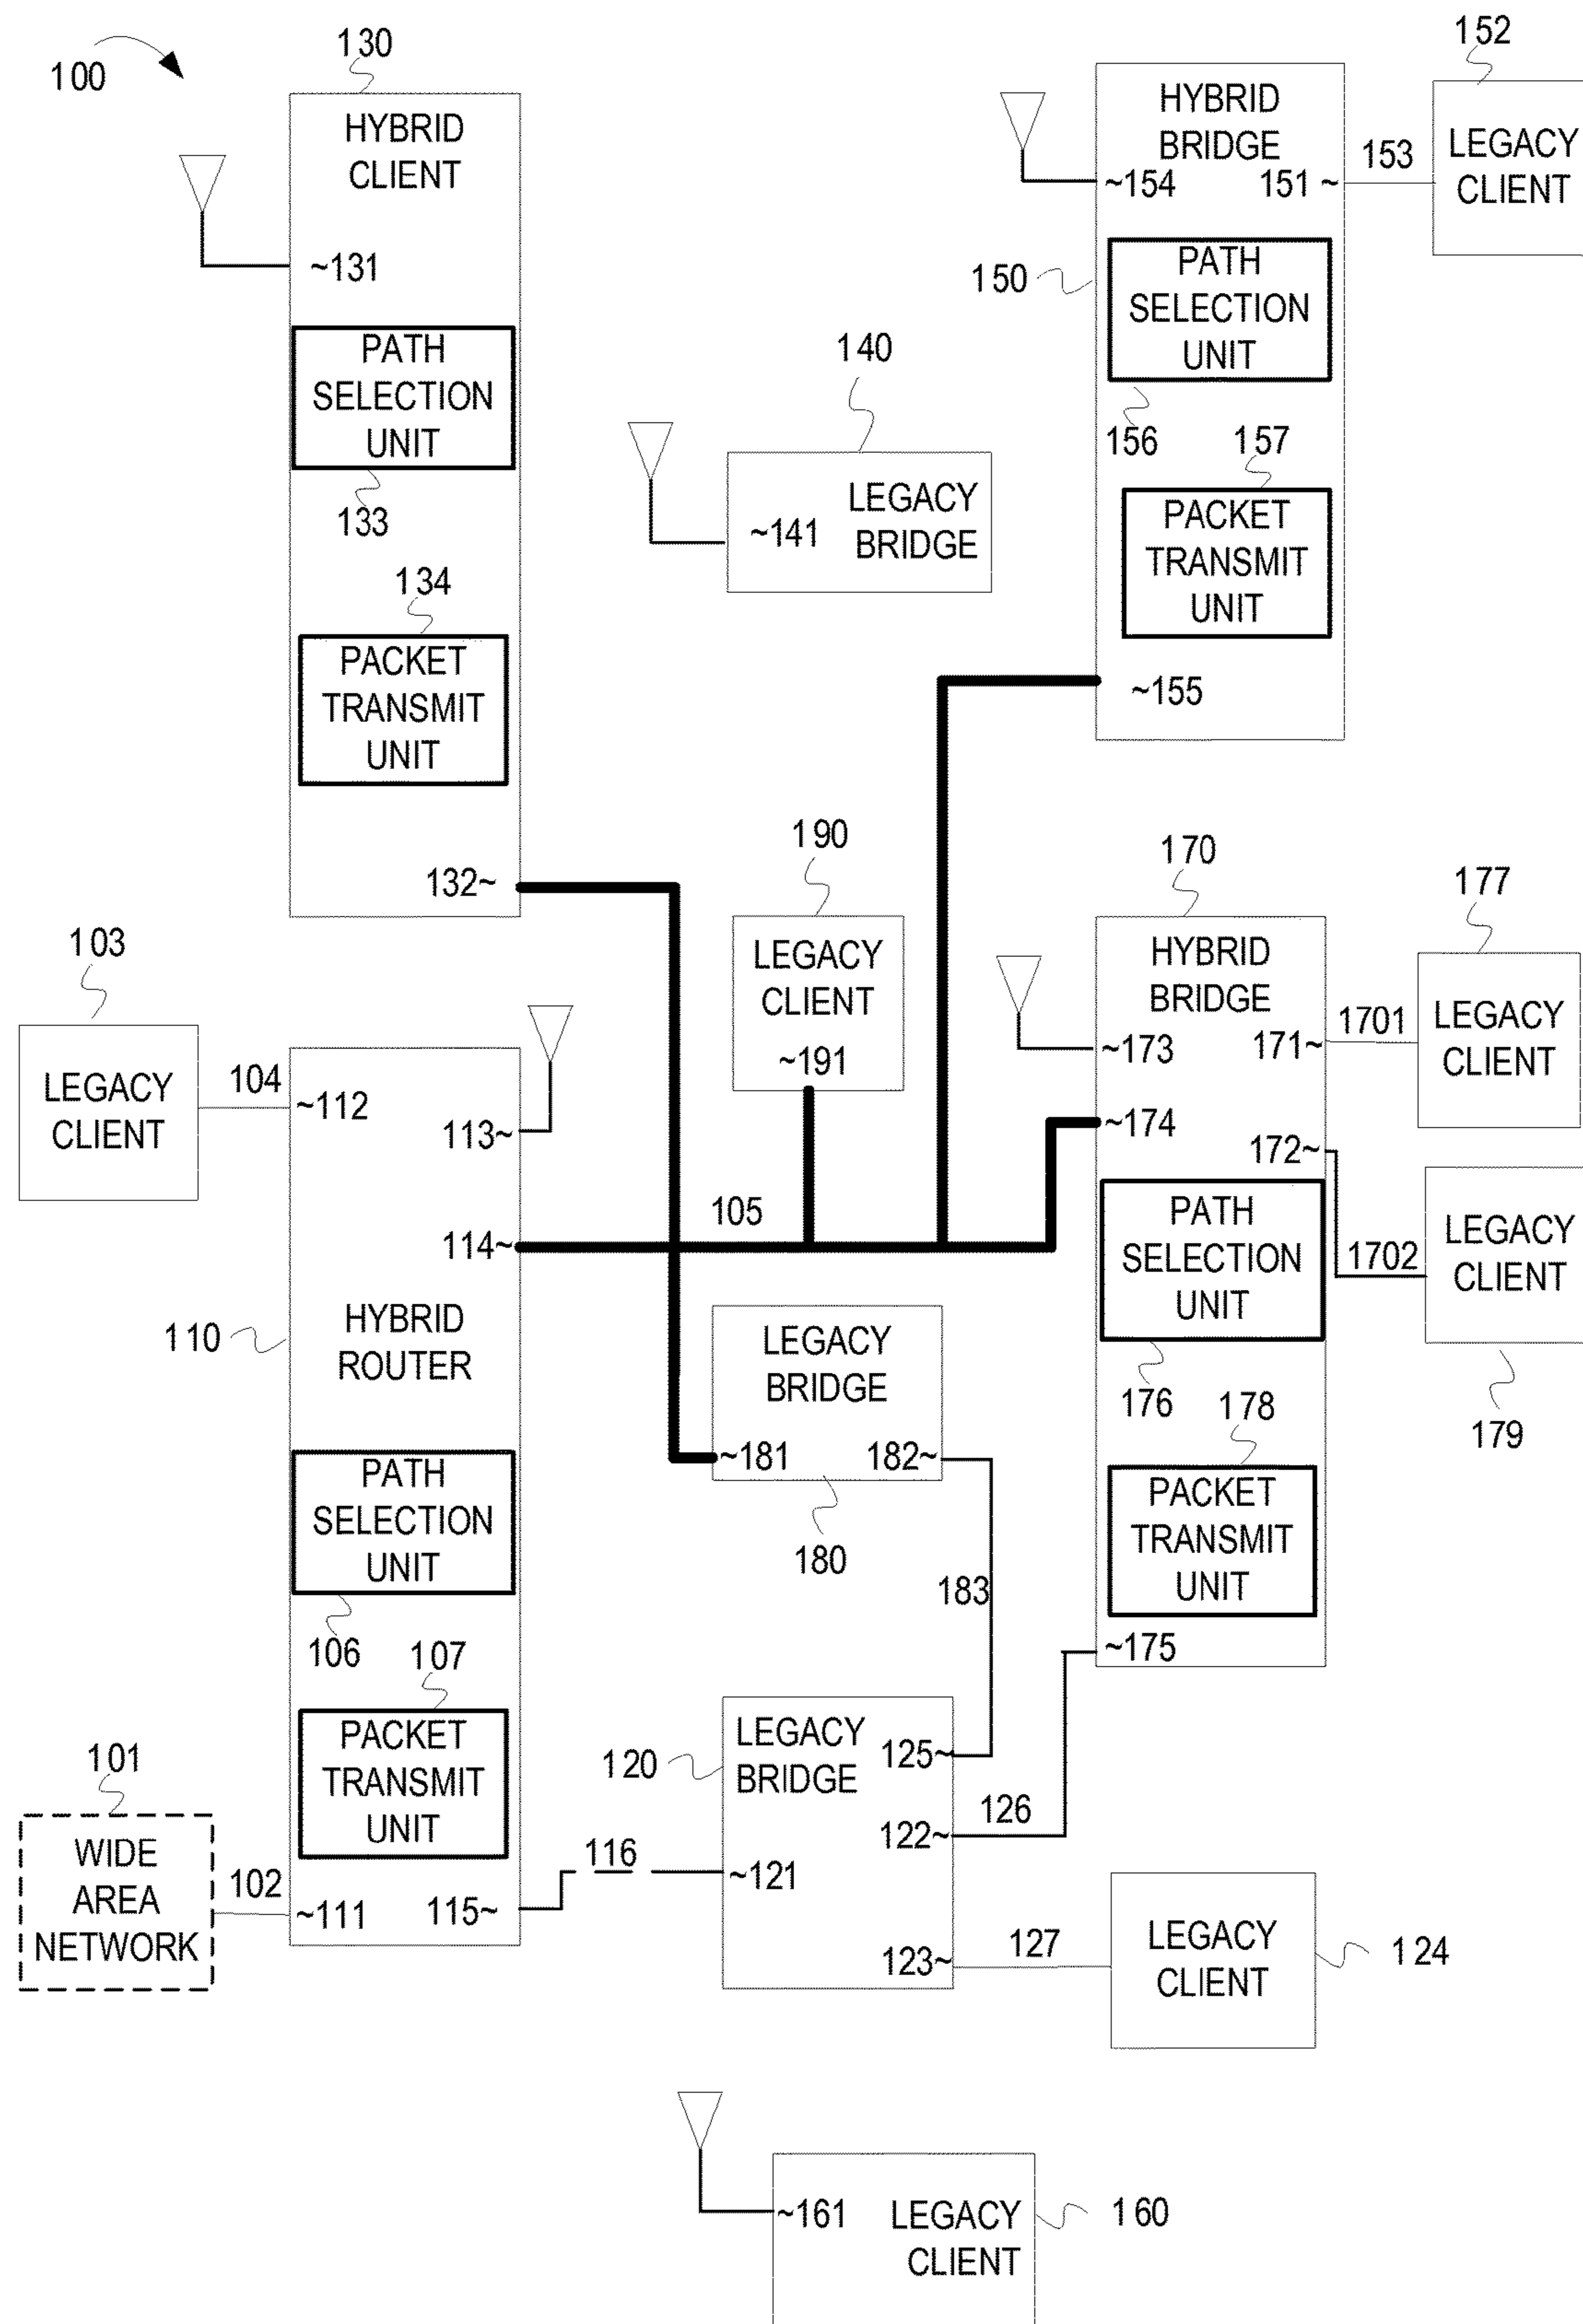 100
130
HYBRID
CLIENT
~131
PATH
SELECTION
UNIT
133
134
PACKET
TRANSMIT
UNIT
132~
140
~141
LEGACY
BRIDGE
HYBRID
BRIDGE
~154
151 ~
153
152
LEGACY
CLIENT
150
PATH
SELECTION
UNIT
156
157
PACKET
TRANSMIT
UNIT
~155
190
LEGACY
CLIENT
~191
103
LEGACY
CLIENT
104
~112
113~
114~
105
110
HYBRID
ROUTER
PATH
SELECTION
UNIT
106
107
PACKET
TRANSMIT
UNIT
101
WIDE
AREA
NETWORK
102
~111
115~
116
170
HYBRID
BRIDGE
~173
171~
1701
177
LEGACY
CLIENT
~174
172~
1702
LEGACY
CLIENT
179
PATH
SELECTION
UNIT
176
178
PACKET
TRANSMIT
UNIT
~175
LEGACY
BRIDGE
~181
182~
180
183
120
LEGACY
BRIDGE
125~
122~
126
~121
123~
127
LEGACY
CLIENT
124
~161
LEGACY
CLIENT
160